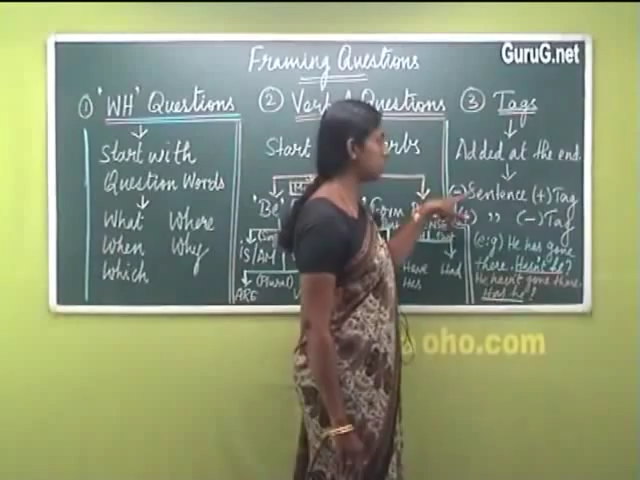 GuruG.net
Framing Questions
① 'WH' Questions
Start with
Question Words
What Where
When Why
Which
② Verb Questions
Start
is/AM
(Plural)
ARE
Have
Has
Had
③ Tags
Added at the end
(-) Sentence (+) Tag
(+) " (-) Tag
(e:g) He has gone
there. Hasn't he?
He hasn't gone there.
Has he?
oho.com